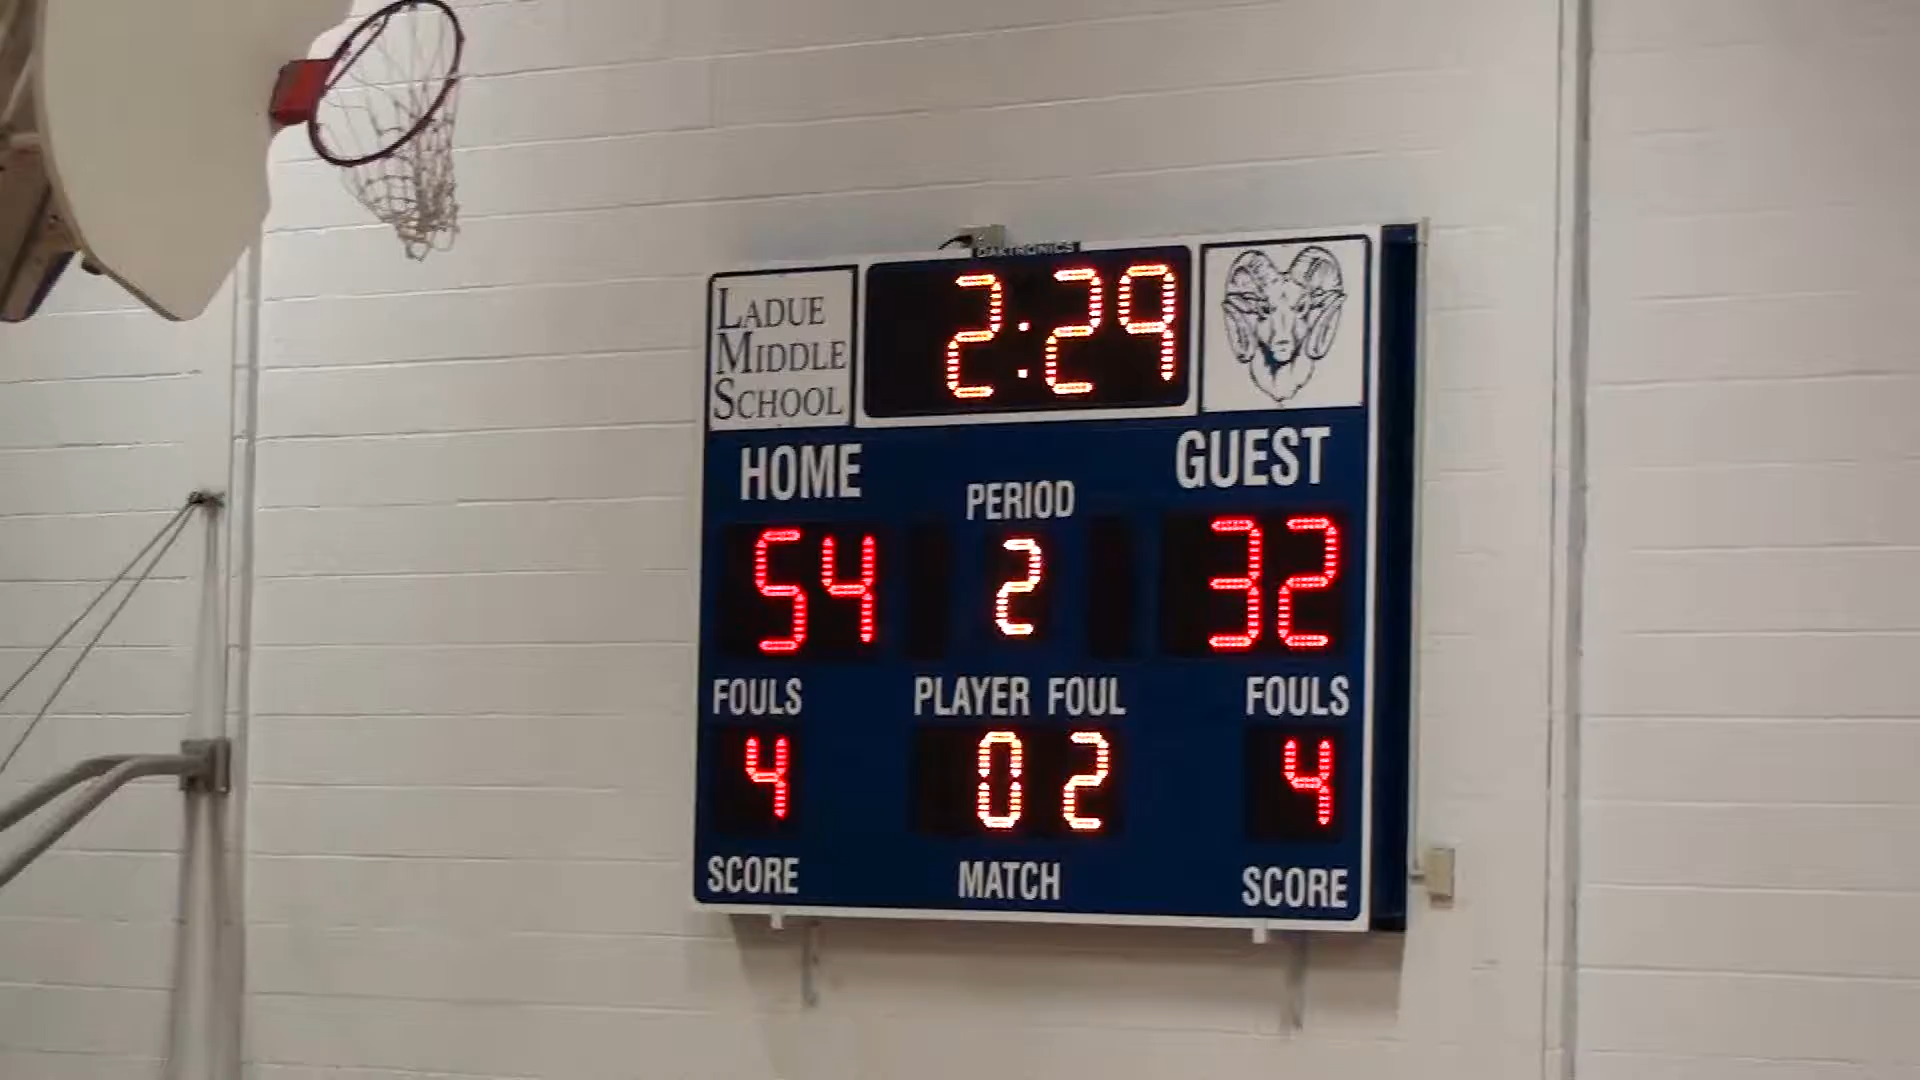 DAKTRONICS
LADUE
MIDDLE
SCHOOL
2:29
HOME
GUEST
PERIOD
54
2
32
FOULS
PLAYER FOUL
FOULS
4
0 2
4
SCORE
MATCH
SCORE